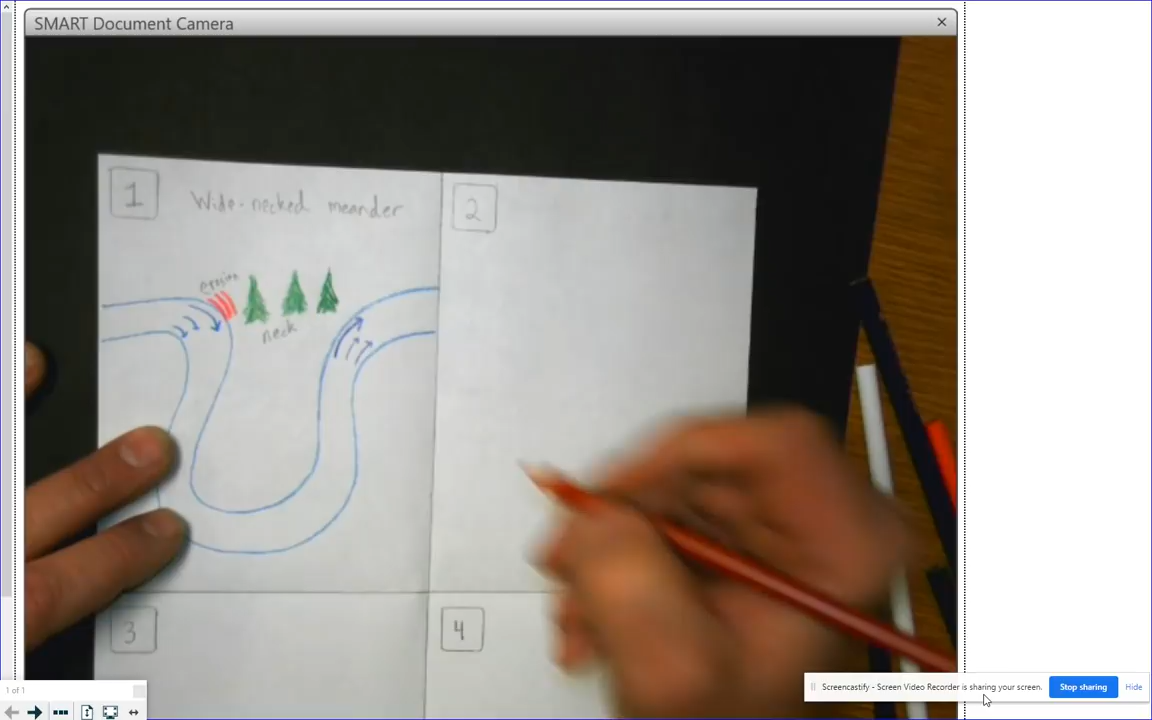 SMART Document Camera
1
Wide-necked meander
2
erosion
neck
3
4
1 of 1
Screencastify - Screen Video Recorder is sharing your screen.
Stop sharing
Hide